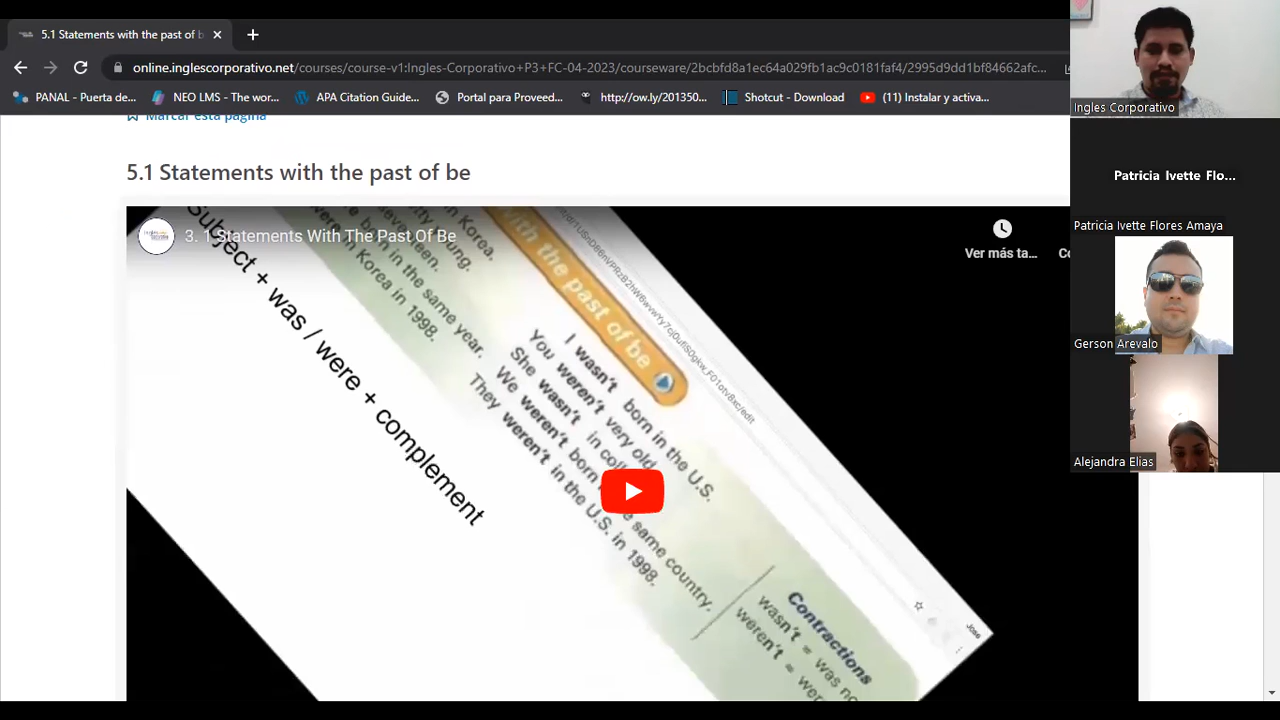 5.1 Statements with the past of b
online.inglescorporativo.net/courses/course-v1:Ingles-Corporativo+P3+FC-04-2023/courseware/2bcbfd8a1ec64a029fb1ac9c0181faf4/2995d9dd1bf84662afc...
PANAL - Puerta de...
NEO LMS - The wor...
APA Citation Guide...
Portal para Proveed...
http://ow.ly/201350...
Shotcut - Download
(11) Instalar y activa...
Marcar esta página
5.1 Statements with the past of be
3. 1 Statements With The Past Of Be
Ver más ta...
Subject + was / were + complement
with the past of be
n Korea.
ung.
born in the same year.
n Korea in 1998.
I wasn't born in the U.S.
You weren't very old
She wasn't in col
We weren't born same country.
They weren't in the U.S. in 1998.
Contractions
wasn't = was no
weren't = wer
Jose
Ingles Corporativo
Patricia Ivette Flo...
Patricia Ivette Flores Amaya
Gerson Arevalo
Alejandra Elias